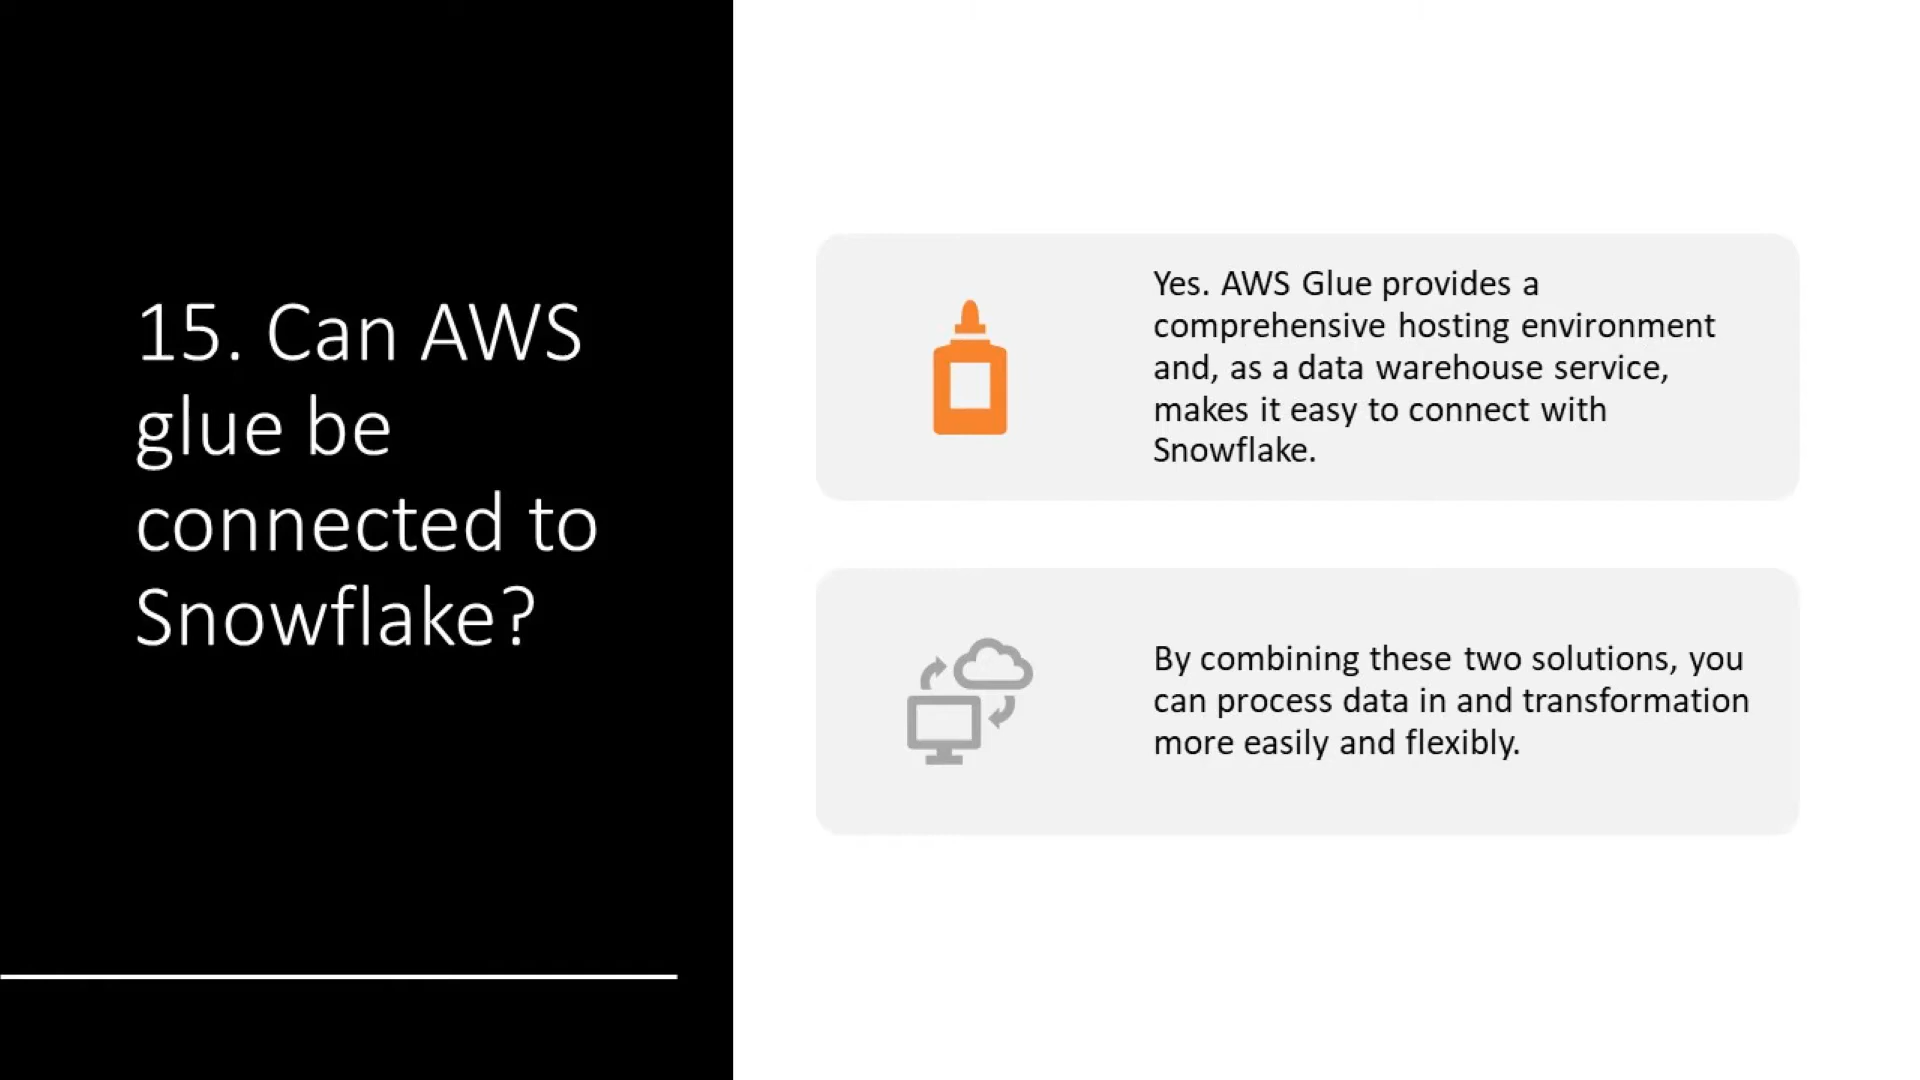 15. Can AWS
glue be
connected to
Snowflake?
Yes. AWS Glue provides a
comprehensive hosting environment
and, as a data warehouse service,
makes it easy to connect with
Snowflake.
By combining these two solutions, you
can process data in and transformation
more easily and flexibly.